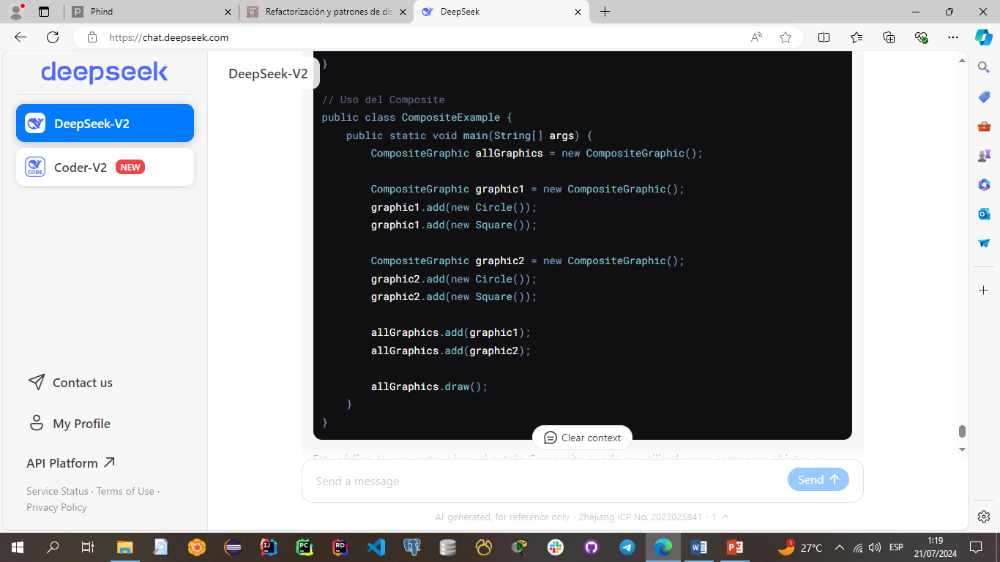 Phind
Refactorización y patrones de dis
DeepSeek
https://chat.deepseek.com
deepseek
DeepSeek-V2
Coder-V2 NEW
CODE
Contact us
My Profile
API Platform
Service Status · Terms of Use ·
Privacy Policy
DeepSeek-V2
}
// Uso del Composite
public class CompositeExample {
    public static void main(String[] args) {
        CompositeGraphic allGraphics = new CompositeGraphic();
        CompositeGraphic graphic1 = new CompositeGraphic();
        graphic1.add(new Circle());
        graphic1.add(new Square());
        CompositeGraphic graphic2 = new CompositeGraphic();
        graphic2.add(new Circle());
        graphic2.add(new Square());
        allGraphics.add(graphic1);
        allGraphics.add(graphic2);
        allGraphics.draw();
    }
}
Clear context
Send a message
Send
AI-generated, for reference only · Zhejiang ICP No. 2023025841 - 1
1
27°C
ESP
1:19
21/07/2024